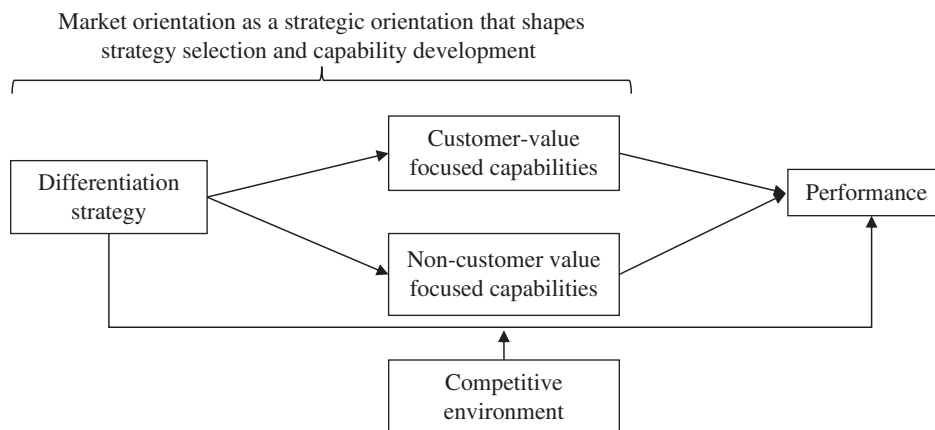 Market orientation as a strategic orientation that shapes
strategy selection and capability development
Customer-value
focused capabilities
Differentiation
strategy
Performance
Non-customer value
focused capabilities
Competitive
environment